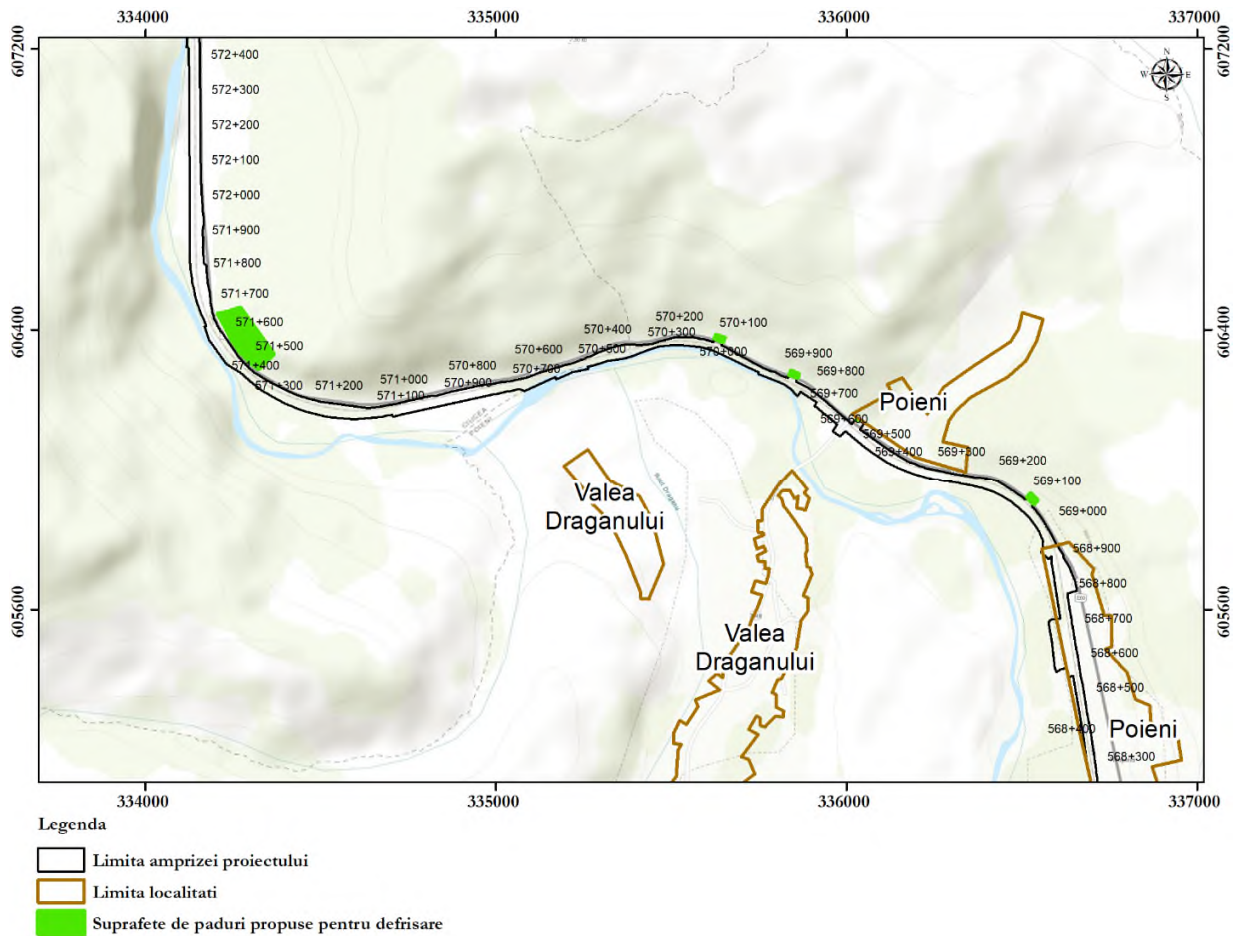 334000 335000 336000 337000
607200 607200
N
W E
S
572+400
572+300
572+200
572+100
572+000
571+900
571+800
571+700
571+600
571+500
571+400
571+300
571+200
571+000
571+100
570+800
570+900
570+600
570+700
570+400
570+500
570+200
570+300
570+100
570+000
569+900
569+800
569+700
569+600
569+500
569+400
569+300
569+200
569+100
569+000
568+900
568+800
568+700
568+600
568+500
568+400
568+300
606400 606400
605600 605600
CIUCEA
POIENI
Poieni
Valea
Draganului
Valea
Draganului
Poieni
334000 335000 336000 337000
Legenda
Limita amprizei proiectului
Limita localitati
Suprafete de paduri propuse pentru defrisare